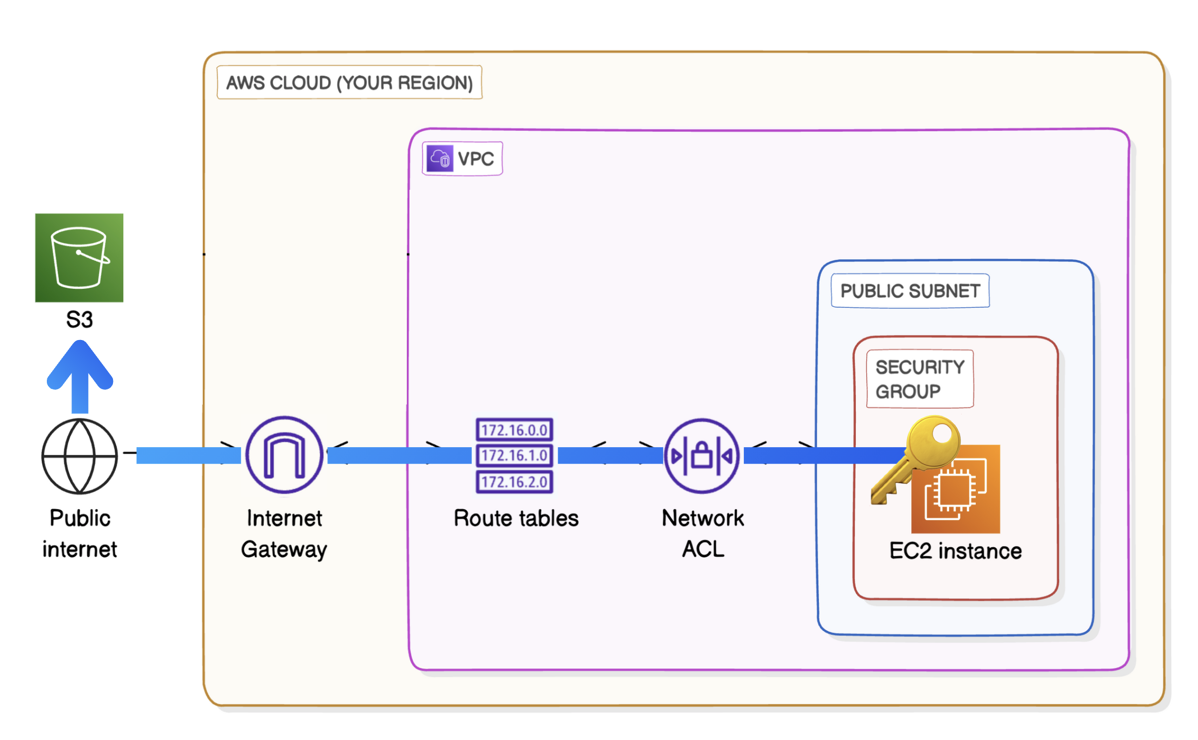 AWS CLOUD (YOUR REGION)
VPC
S3
PUBLIC SUBNET
SECURITY
GROUP
172.16.0.0
172.16.1.0
172.16.2.0
Public
internet
Internet
Gateway
Route tables
Network
ACL
EC2 instance